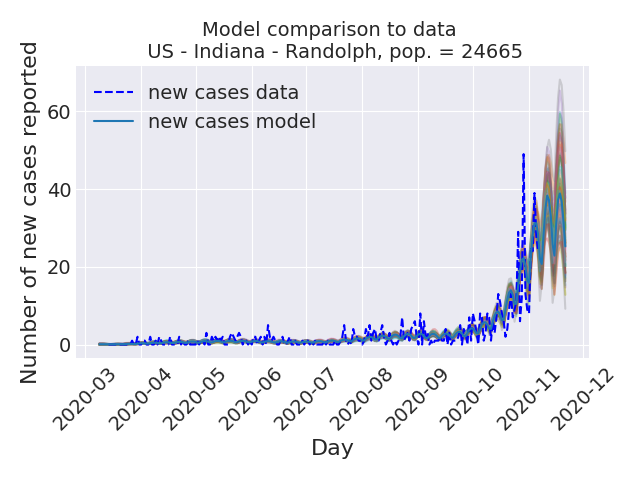 Model comparison to data
US - Indiana - Randolph, pop. = 24665
Number of new cases reported
new cases data
new cases model
60
40
20
0
2020-03
2020-04
2020-05
2020-06
2020-07
2020-08
2020-09
2020-10
2020-11
2020-12
Day